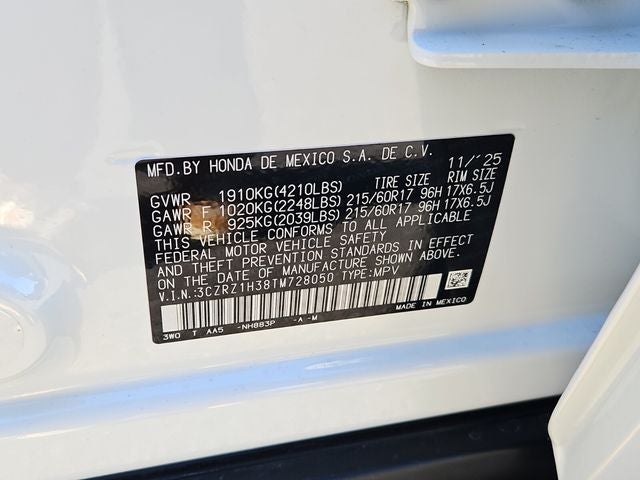 MFD.BY HONDA DE MEXICO S.A. DE C.V. 11/'25
TIRE SIZE RIM SIZE
GVWR 1910KG(4210LBS)
GAWR F 1020KG(2248LBS) 215/60R17 96H 17X6.5J
GAWR R 925KG(2039LBS) 215/60R17 96H 17X6.5J
THIS VEHICLE CONFORMS TO ALL APPLICABLE
FEDERAL MOTOR VEHICLE SAFETY
AND THEFT PREVENTION STANDARDS IN EFFECT
ON THE DATE OF MANUFACTURE SHOWN ABOVE.
V.I.N.:3CZRZ1H38TM728050 TYPE:MPV
MADE IN MEXICO
3WO T AA5 -NH883P -A-M